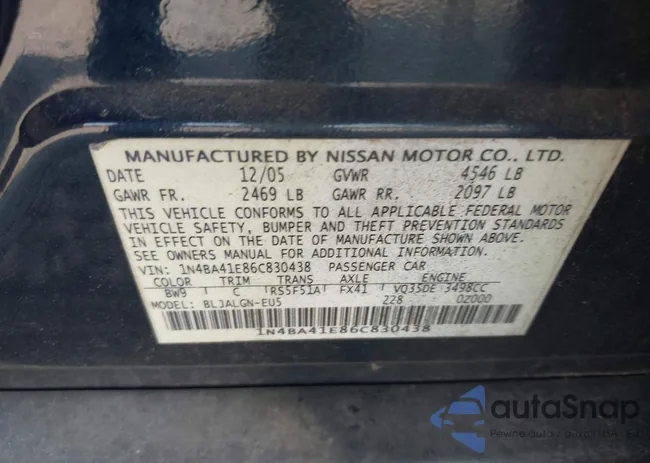 MANUFACTURED BY NISSAN MOTOR CO., LTD.
DATE 12/05 GVWR 4546 LB
GAWR FR. 2469 LB GAWR RR. 2097 LB
THIS VEHICLE CONFORMS TO ALL APPLICABLE FEDERAL MOTOR
VEHICLE SAFETY, BUMPER AND THEFT PREVENTION STANDARDS
IN EFFECT ON THE DATE OF MANUFACTURE SHOWN ABOVE.
SEE OWNERS MANUAL FOR ADDITIONAL INFORMATION.
VIN: 1N4BA41E86C830438 PASSENGER CAR
COLOR TRIM TRANS AXLE ENGINE
BW9 C RS5F51A FX41 VQ35DE 3498CC
MODEL: BLJALGN-EU5 228 0Z000
1N4BA41E86C830438
autoSnap
Pewne auto